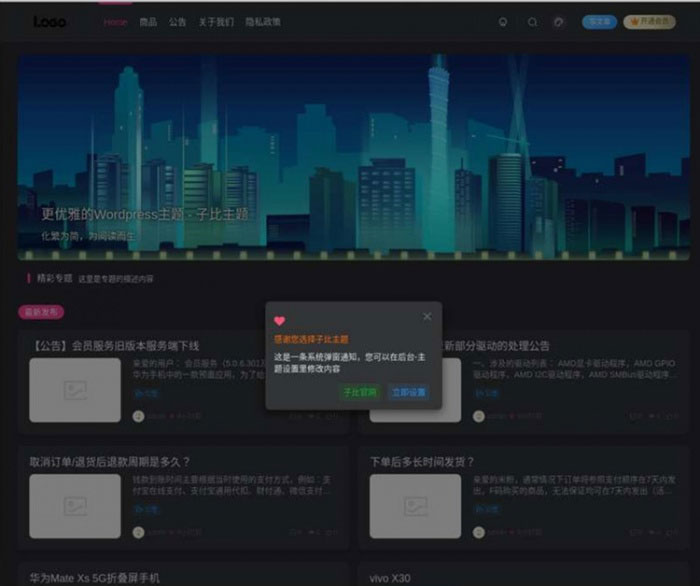 Logo
Home 商品 公告 关于我们 隐私政策
开通会员
更优雅的Wordpress主题 - 子比主题
化繁为简，为阅读而生
精彩专题 这里是专题的描述内容
最新发布
感谢您选择子比主题
这是一条系统弹窗通知，您可以在后台-主
题设置里修改内容
子比官网 立即设置
【公告】会员服务旧版本服务端下线
亲爱的用户： 会员服务（5.0.6.301
华为手机中的一款预置应用，为了给
新部分驱动的处理公告
一、涉及的驱动列表： AMD显卡驱动程序，AMD GPIO
驱动程序，AMD I2C驱动程序，AMD SMBus驱动程序...
取消订单/退货后退款周期是多久？
钱款到账时间主要根据当时使用的支付方式，例如：支
付宝在线支付、支付宝通用代扣、财付通、微信支付...
下单后多长时间发货？
亲爱的米粉，通常情况下订单将按照支付顺序在7天内发
出，F码购买的商品，无法保证均可在7天内发出（活...
华为Mate Xs 5G折叠屏手机
vivo X30